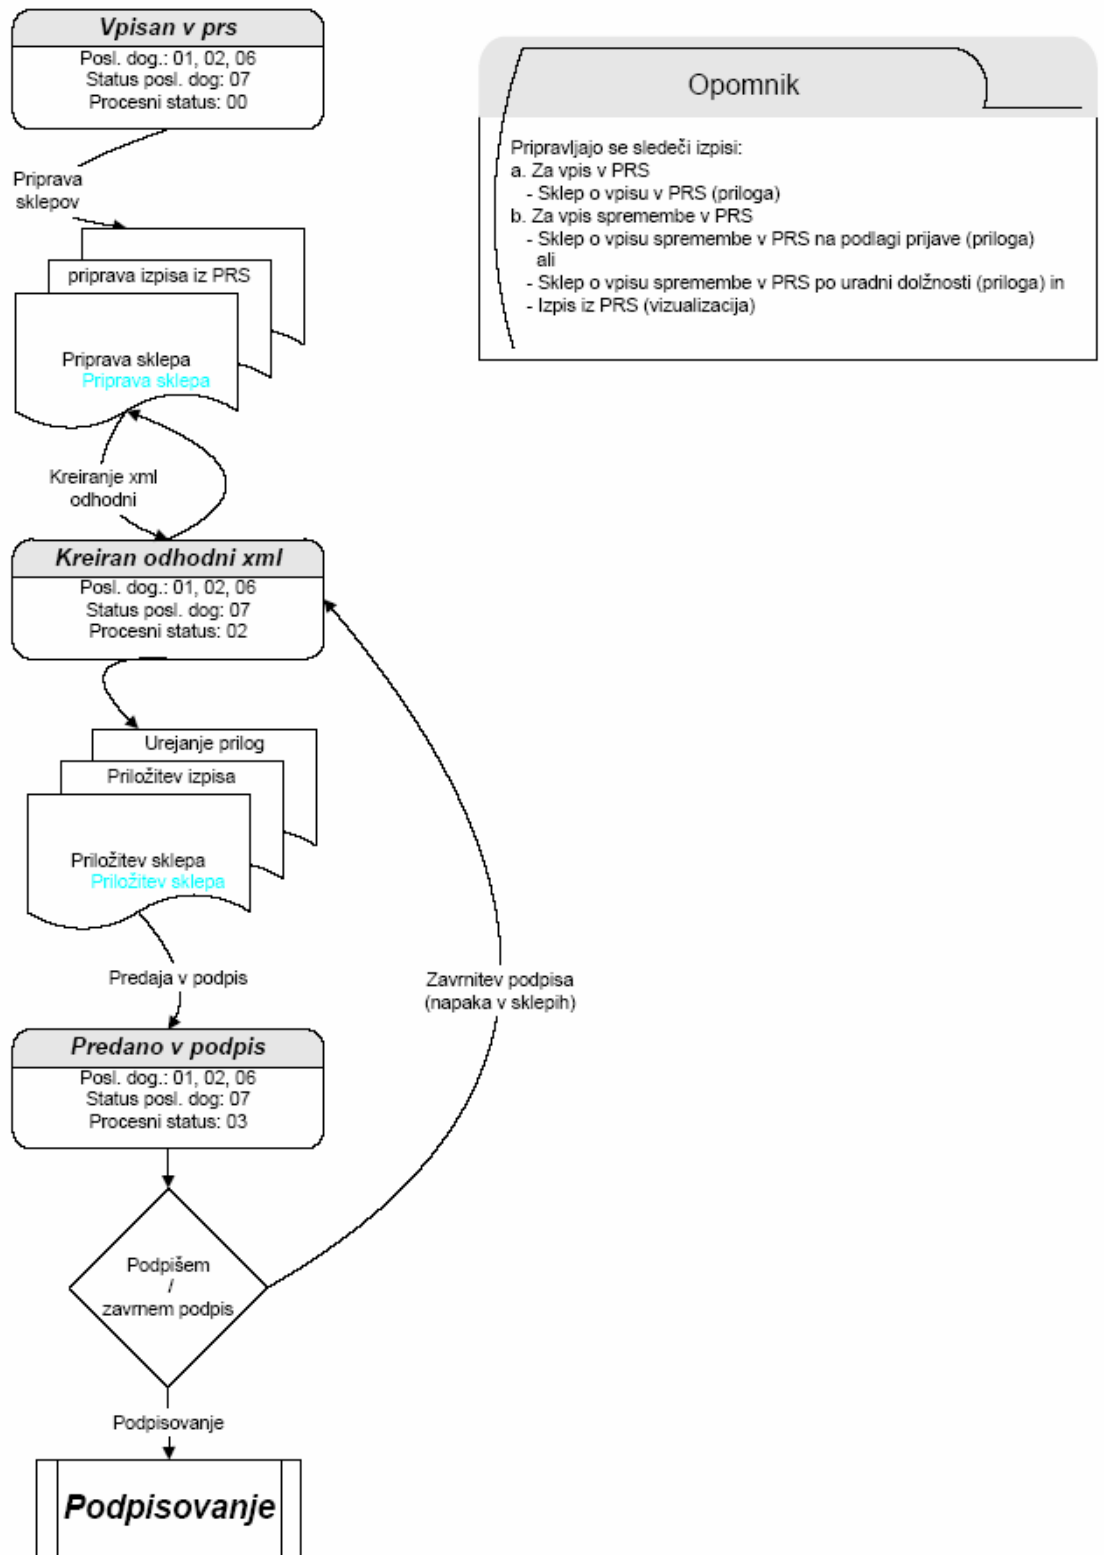 Vpisan v prs
Posl. dog.: 01, 02, 06
Status posl. dog: 07
Procesni status: 00
Opomnik
Pripravljajo se sledeči izpisi:
a. Za vpis v PRS
- Sklep o vpisu v PRS (priloga)
b. Za vpis spremembe v PRS
- Sklep o vpisu spremembe v PRS na podlagi prijave (priloga)
ali
- Sklep o vpisu spremembe v PRS po uradni dolžnosti (priloga) in
- Izpis iz PRS (vizualizacija)
Priprava
sklepov
priprava izpisa iz PRS
Priprava sklepa
Priprava sklepa
Kreiranje xml
odhodni
Kreiran odhodni xml
Posl. dog.: 01, 02, 06
Status posl. dog: 07
Procesni status: 02
Urejanje prilog
Priložitev izpisa
Priložitev sklepa
Priložitev sklepa
Predaja v podpis
Zavrnitev podpisa
(napaka v sklepih)
Predano v podpis
Posl. dog.: 01, 02, 06
Status posl. dog: 07
Procesni status: 03
Podpišem
/
zavrnem podpis
Podpisovanje
Podpisovanje